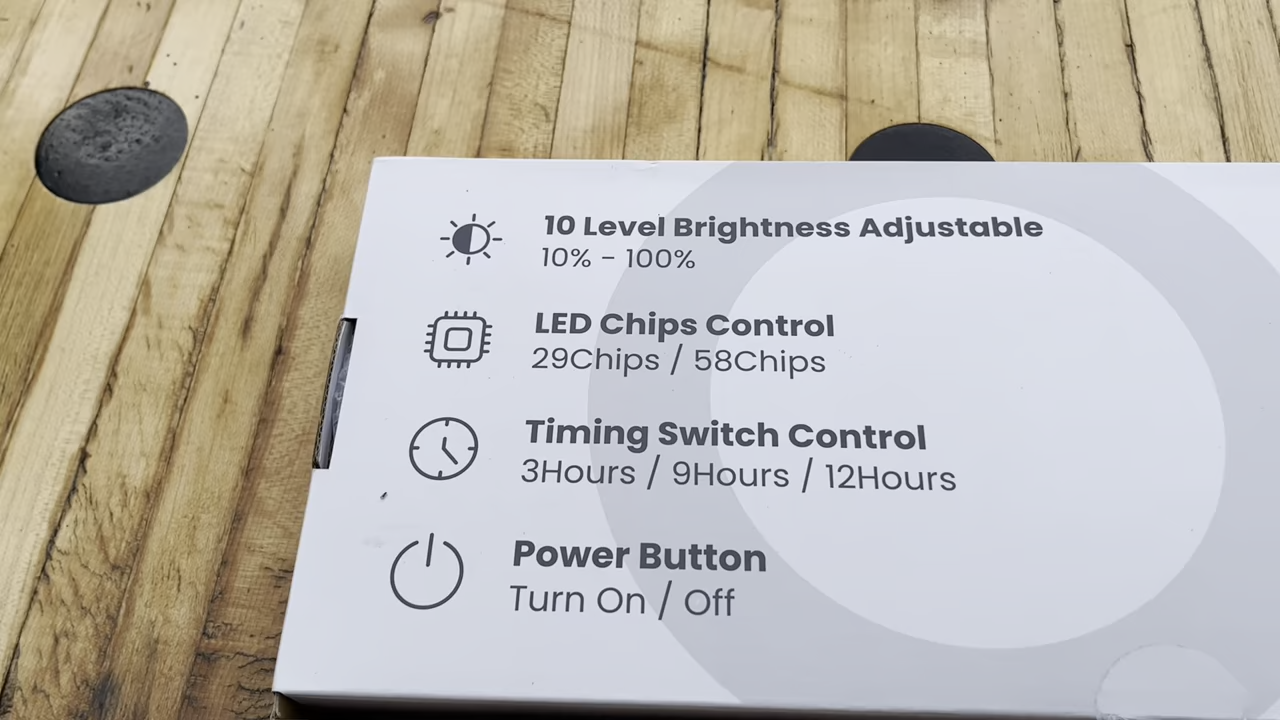 10 Level Brightness Adjustable
10% - 100%
LED Chips Control
29Chips / 58Chips
Timing Switch Control
3Hours / 9Hours / 12Hours
Power Button
Turn On / Off